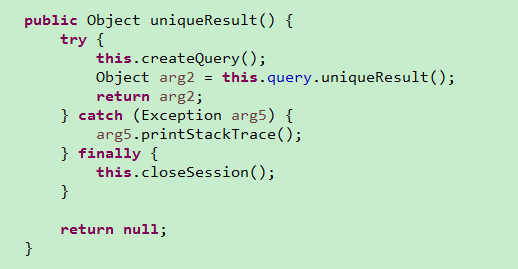 public Object uniqueResult() {
    try {
        this.createQuery();
        Object arg2 = this.query.uniqueResult();
        return arg2;
    } catch (Exception arg5) {
        arg5.printStackTrace();
    } finally {
        this.closeSession();
    }

    return null;
}